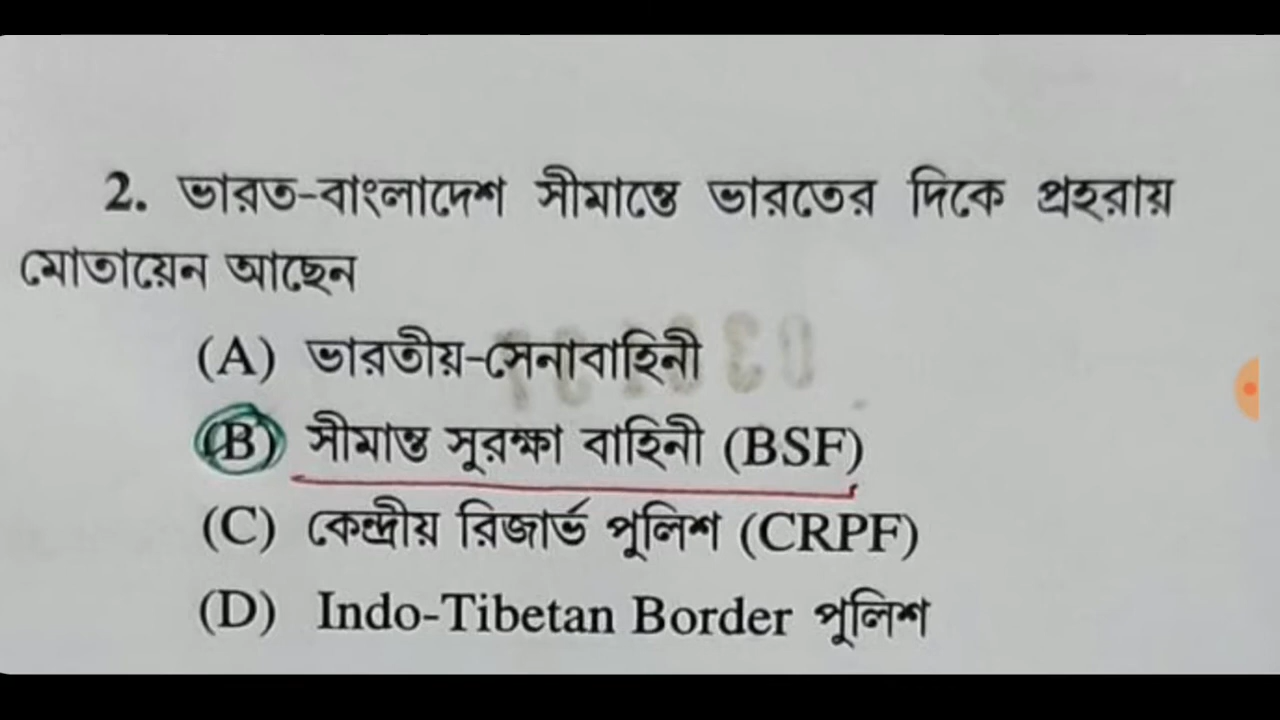 2. ভারত-বাংলাদেশ সীমান্তে ভারতের দিকে প্রহরায়
মোতায়েন আছেন
(A) ভারতীয়-সেনাবাহিনী
(B) সীমান্ত সুরক্ষা বাহিনী (BSF)
(C) কেন্দ্রীয় রিজার্ভ পুলিশ (CRPF)
(D) Indo-Tibetan Border পুলিশ